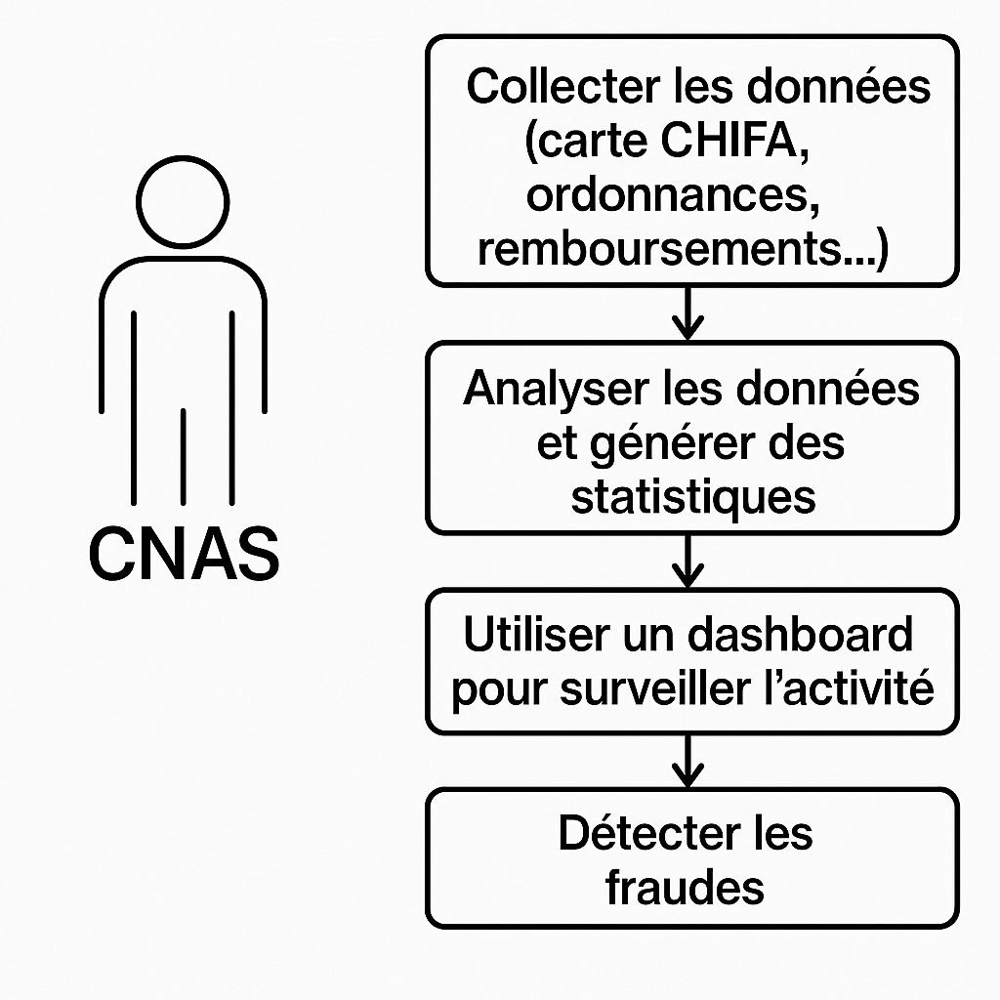 Collecter les données
(carte CHIFA,
ordonnances,
remboursements...)
Analyser les données
et générer des
statistiques
CNAS
Utiliser un dashboard
pour surveiller l’activité
Détecter les
fraudes